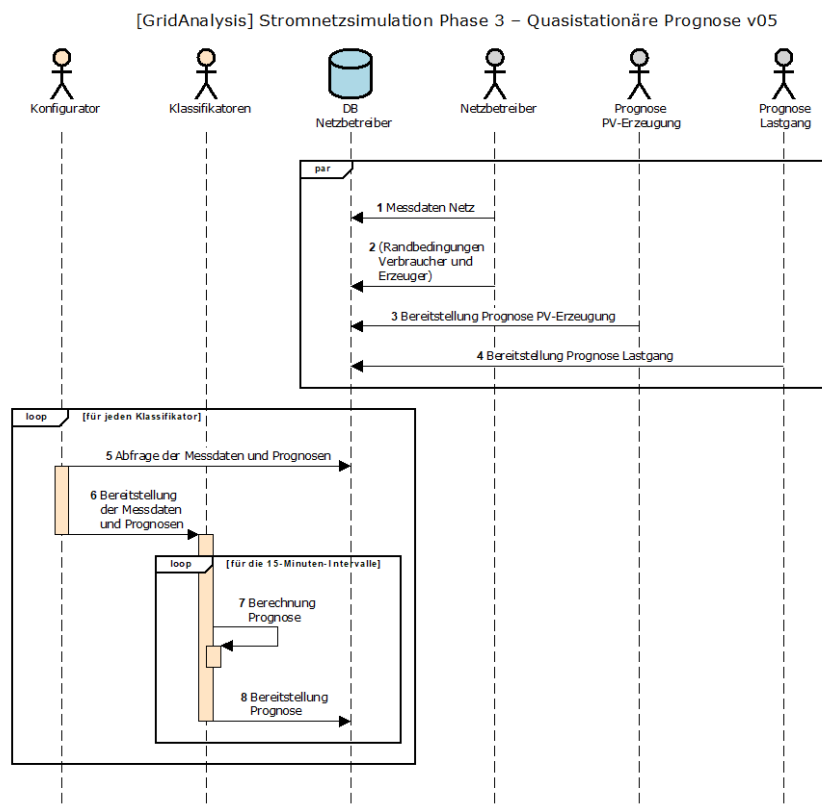 [GridAnalysis] Stromnetzsimulation Phase 3 – Quasistationäre Prognose v05
Konfigurator
Klassifikatoren
DB
Netzbetreiber
Netzbetreiber
Prognose
PV-Erzeugung
Prognose
Lastgang
par
1 Messdaten Netz
2 (Randbedingungen
Verbraucher und
Erzeuger)
3 Bereitstellung Prognose PV-Erzeugung
4 Bereitstellung Prognose Lastgang
loop [für jeden Klassifikator]
5 Abfrage der Messdaten und Prognosen
6 Bereitstellung
der Messdaten
und Prognosen
loop [für die 15-Minuten-Intervalle]
7 Berechnung
Prognose
8 Bereitstellung
Prognose